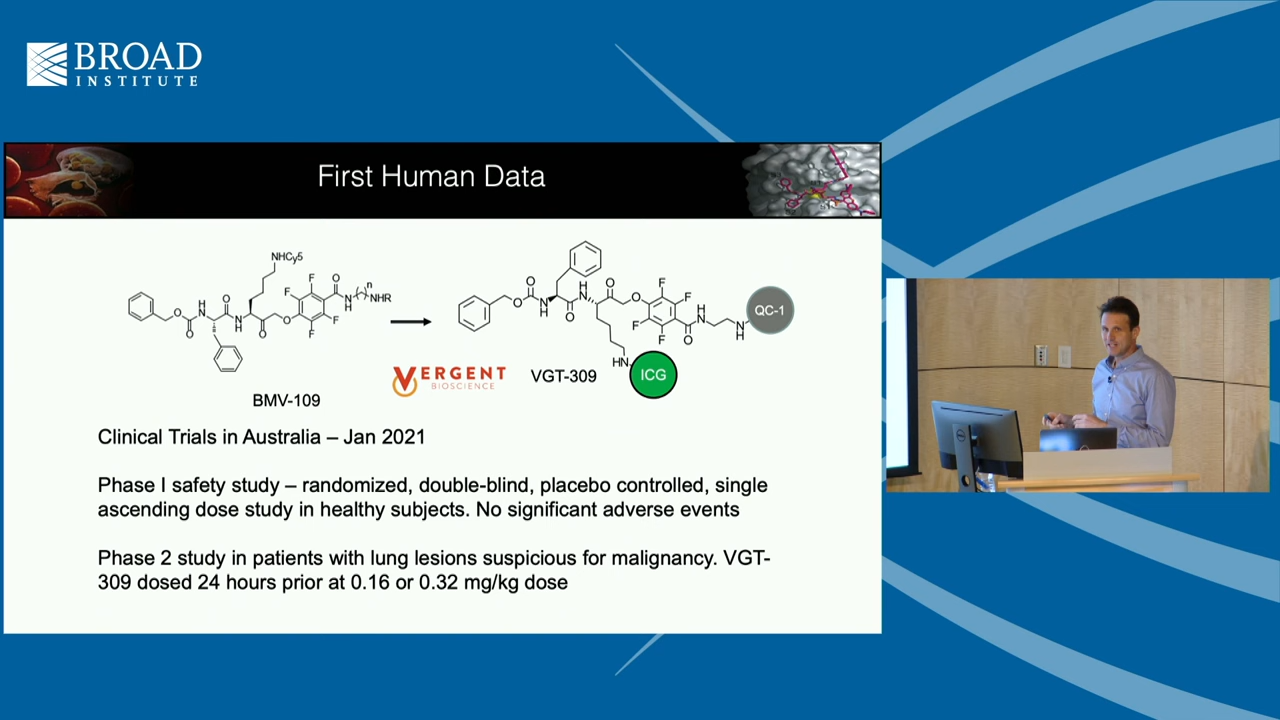 BROAD
INSTITUTE
First Human Data
NHCy5
O
O
H
N
O
N
H
O
O
F
F
F
F
O
N
H
n
NHR
BMV-109
VERGENT
BIOSCIENCE
O
O
N
H
O
H
N
O
O
F
F
F
F
O
H
N
N
H
QC-1
HN
ICG
VGT-309
Clinical Trials in Australia – Jan 2021
Phase I safety study – randomized, double-blind, placebo controlled, single
ascending dose study in healthy subjects. No significant adverse events
Phase 2 study in patients with lung lesions suspicious for malignancy. VGT-
309 dosed 24 hours prior at 0.16 or 0.32 mg/kg dose
DELL